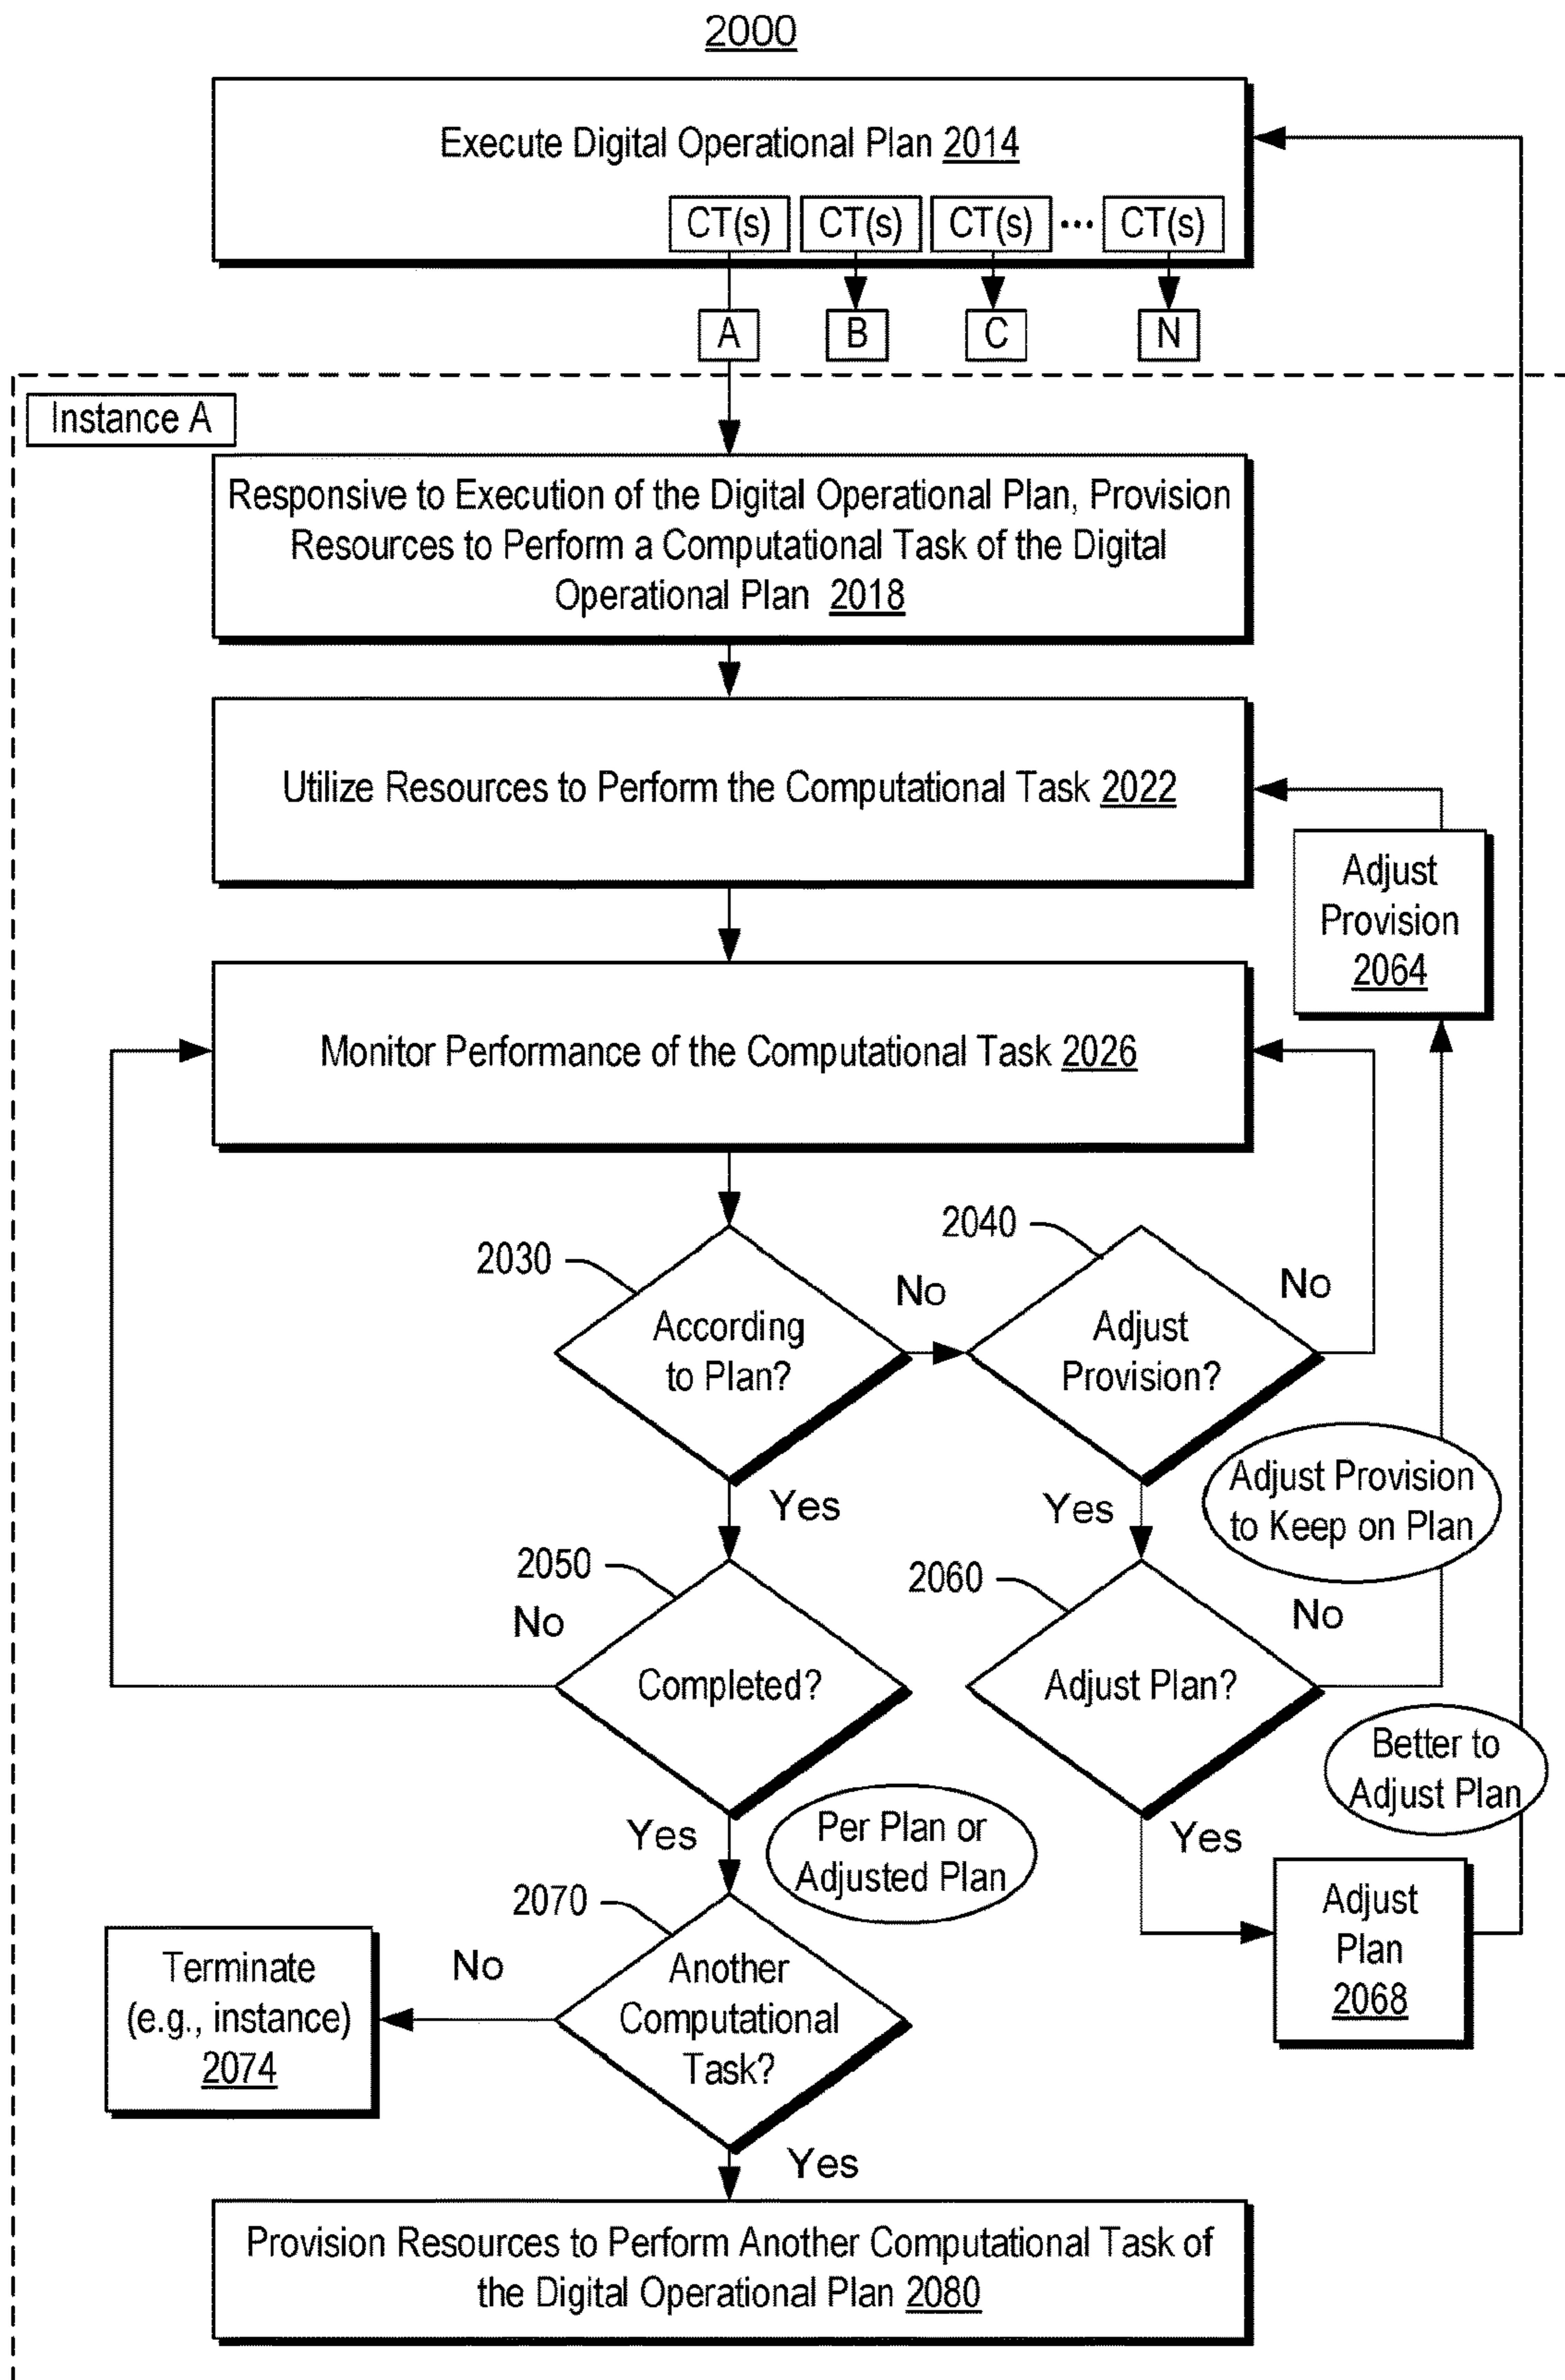 2000
Execute Digital Operational Plan 2014
CT(s) CT(s) CT(s) ... CT(s)
A B C N
Instance A
Responsive to Execution of the Digital Operational Plan, Provision
Resources to Perform a Computational Task of the Digital
Operational Plan 2018
Utilize Resources to Perform the Computational Task 2022
Adjust
Provision
2064
Monitor Performance of the Computational Task 2026
2030
According
to Plan?
No
2040
Adjust
Provision?
No
Yes
Yes
Adjust Provision
to Keep on Plan
2050
Completed?
No
2060
Adjust Plan?
No
Better to
Adjust Plan
Yes
Per Plan or
Adjusted Plan
Yes
Adjust
Plan
2068
2070
Another
Computational
Task?
No
Terminate
(e.g., instance)
2074
Yes
Provision Resources to Perform Another Computational Task of
the Digital Operational Plan 2080